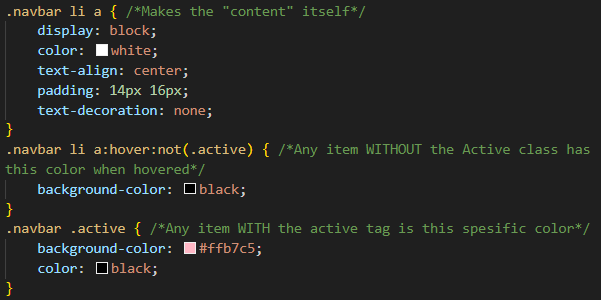 .navbar li a { /*Makes the "content" itself*/
    display: block;
    color: white;
    text-align: center;
    padding: 14px 16px;
    text-decoration: none;
}
.navbar li a:hover:not(.active) { /*Any item WITHOUT the Active class has
this color when hovered*/
    background-color: black;
}
.navbar .active { /*Any item WITH the active tag is this spesific color*/
    background-color: #ffb7c5;
    color: black;
}